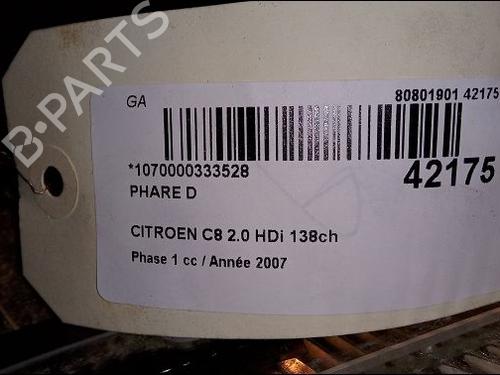 B-PARTS
GA
80801901 42175
*1070000333528
42175
PHARE D
CITROEN C8 2.0 HDi 138ch
Phase 1 cc / Année 2007